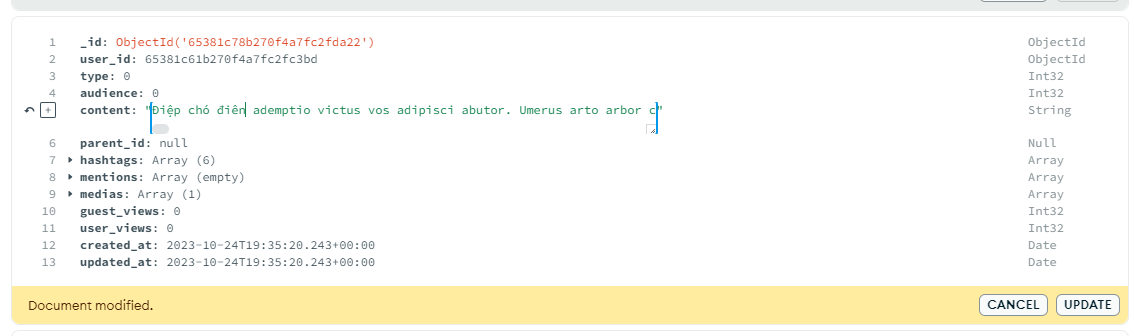 1 _id: ObjectId('65381c78b270f4a7fc2fda22') ObjectId
2 user_id: 65381c61b270f4a7fc2fc3bd ObjectId
3 type: 0 Int32
4 audience: 0 Int32
content: "Điệp chó điên ademptio victus vos adipisci abutor. Umerus arto arbor c" String
6 parent_id: null Null
7 hashtags: Array (6) Array
8 mentions: Array (empty) Array
9 medias: Array (1) Array
10 guest_views: 0 Int32
11 user_views: 0 Int32
12 created_at: 2023-10-24T19:35:20.243+00:00 Date
13 updated_at: 2023-10-24T19:35:20.243+00:00 Date
Document modified. CANCEL UPDATE